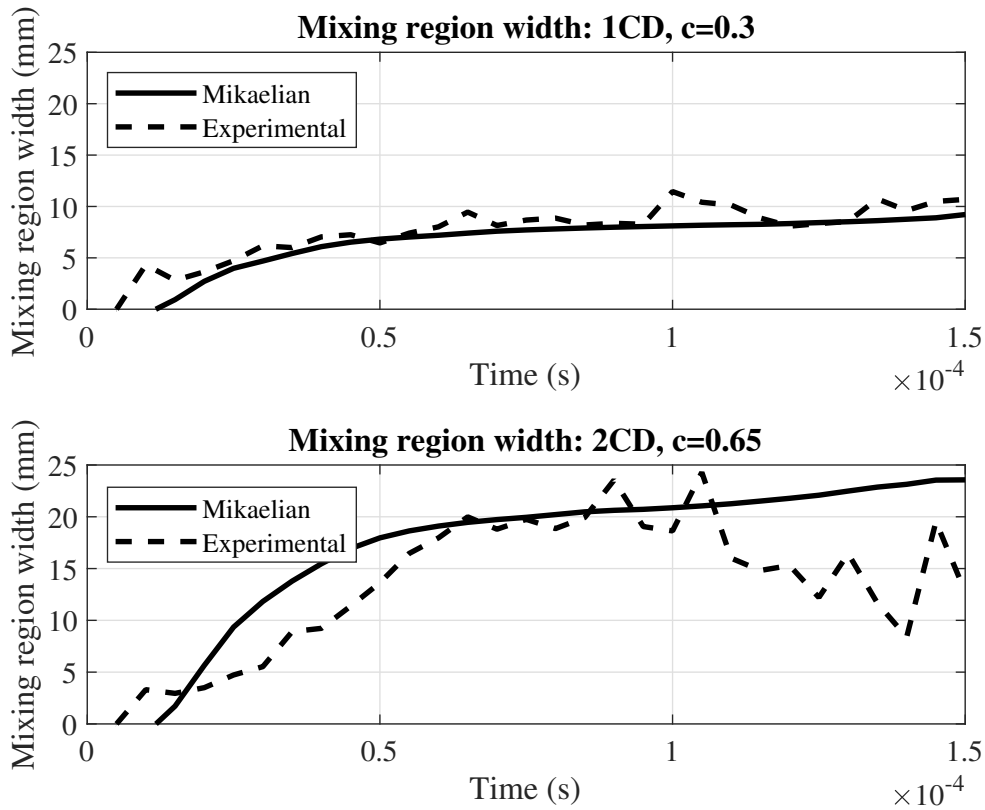 Mixing region width: 1CD, c=0.3
Mixing region width (mm)
25
20
15
10
5
0
Mikaelian
Experimental
0
0.5
1
1.5
Time (s)
×10⁻⁴
Mixing region width: 2CD, c=0.65
Mixing region width (mm)
25
20
15
10
5
0
Mikaelian
Experimental
0
0.5
1
1.5
Time (s)
×10⁻⁴